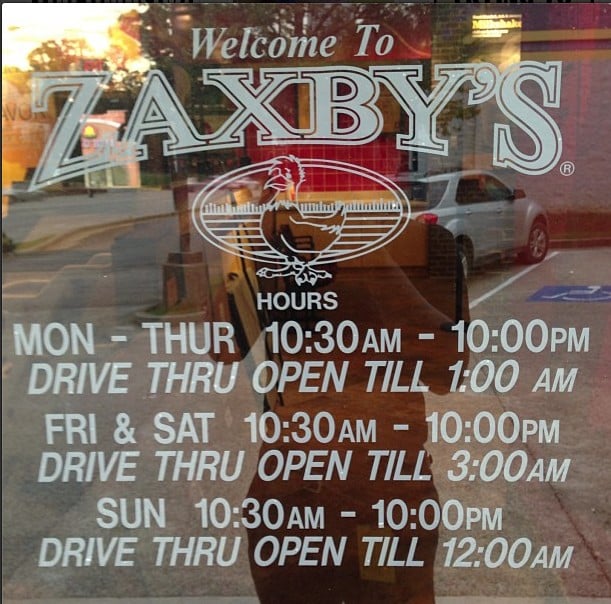 Welcome To
ZAXBY'S®
HOURS
MON - THUR 10:30AM - 10:00PM
DRIVE THRU OPEN TILL 1:00 AM
FRI & SAT 10:30AM - 10:00PM
DRIVE THRU OPEN TILL 3:00AM
SUN 10:30AM - 10:00PM
DRIVE THRU OPEN TILL 12:00AM